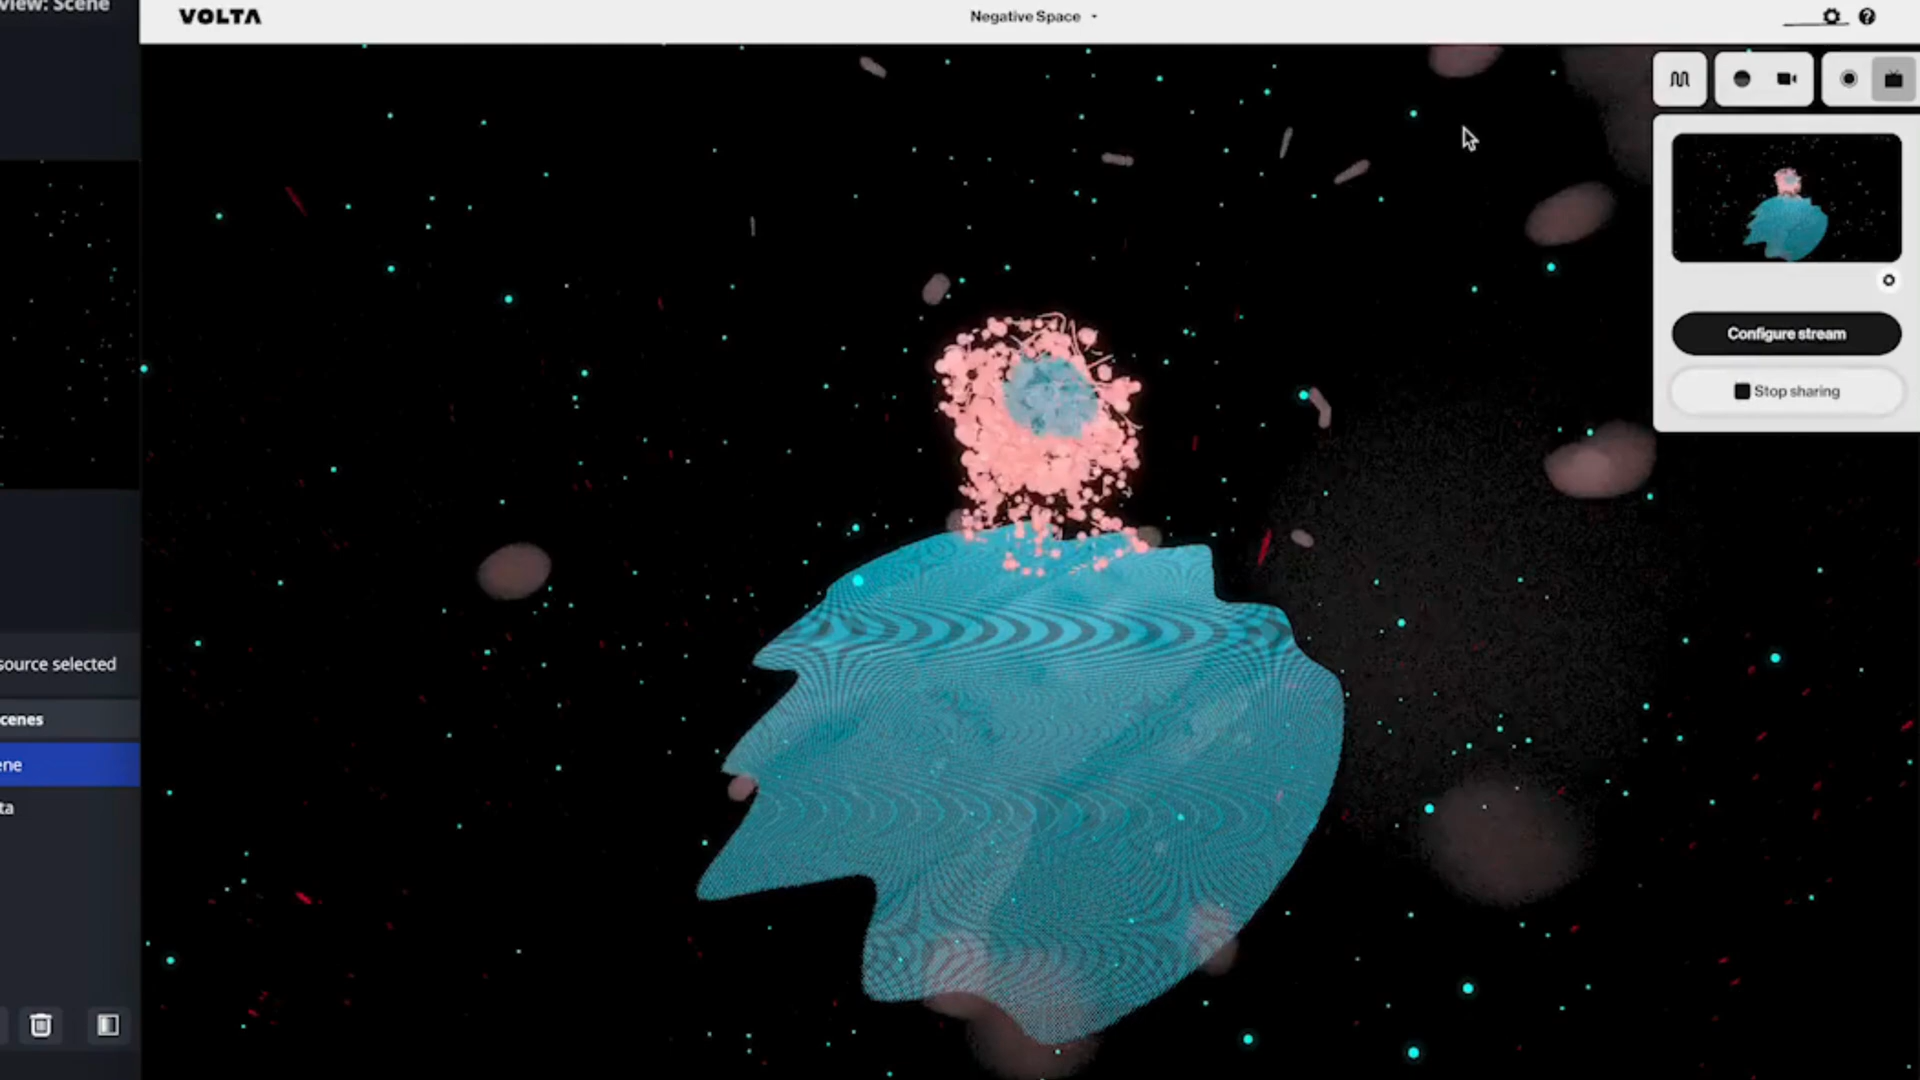 view: Scene
VOLTA
Negative Space
Configure stream
Stop sharing
source selected
cenes
ene
ta